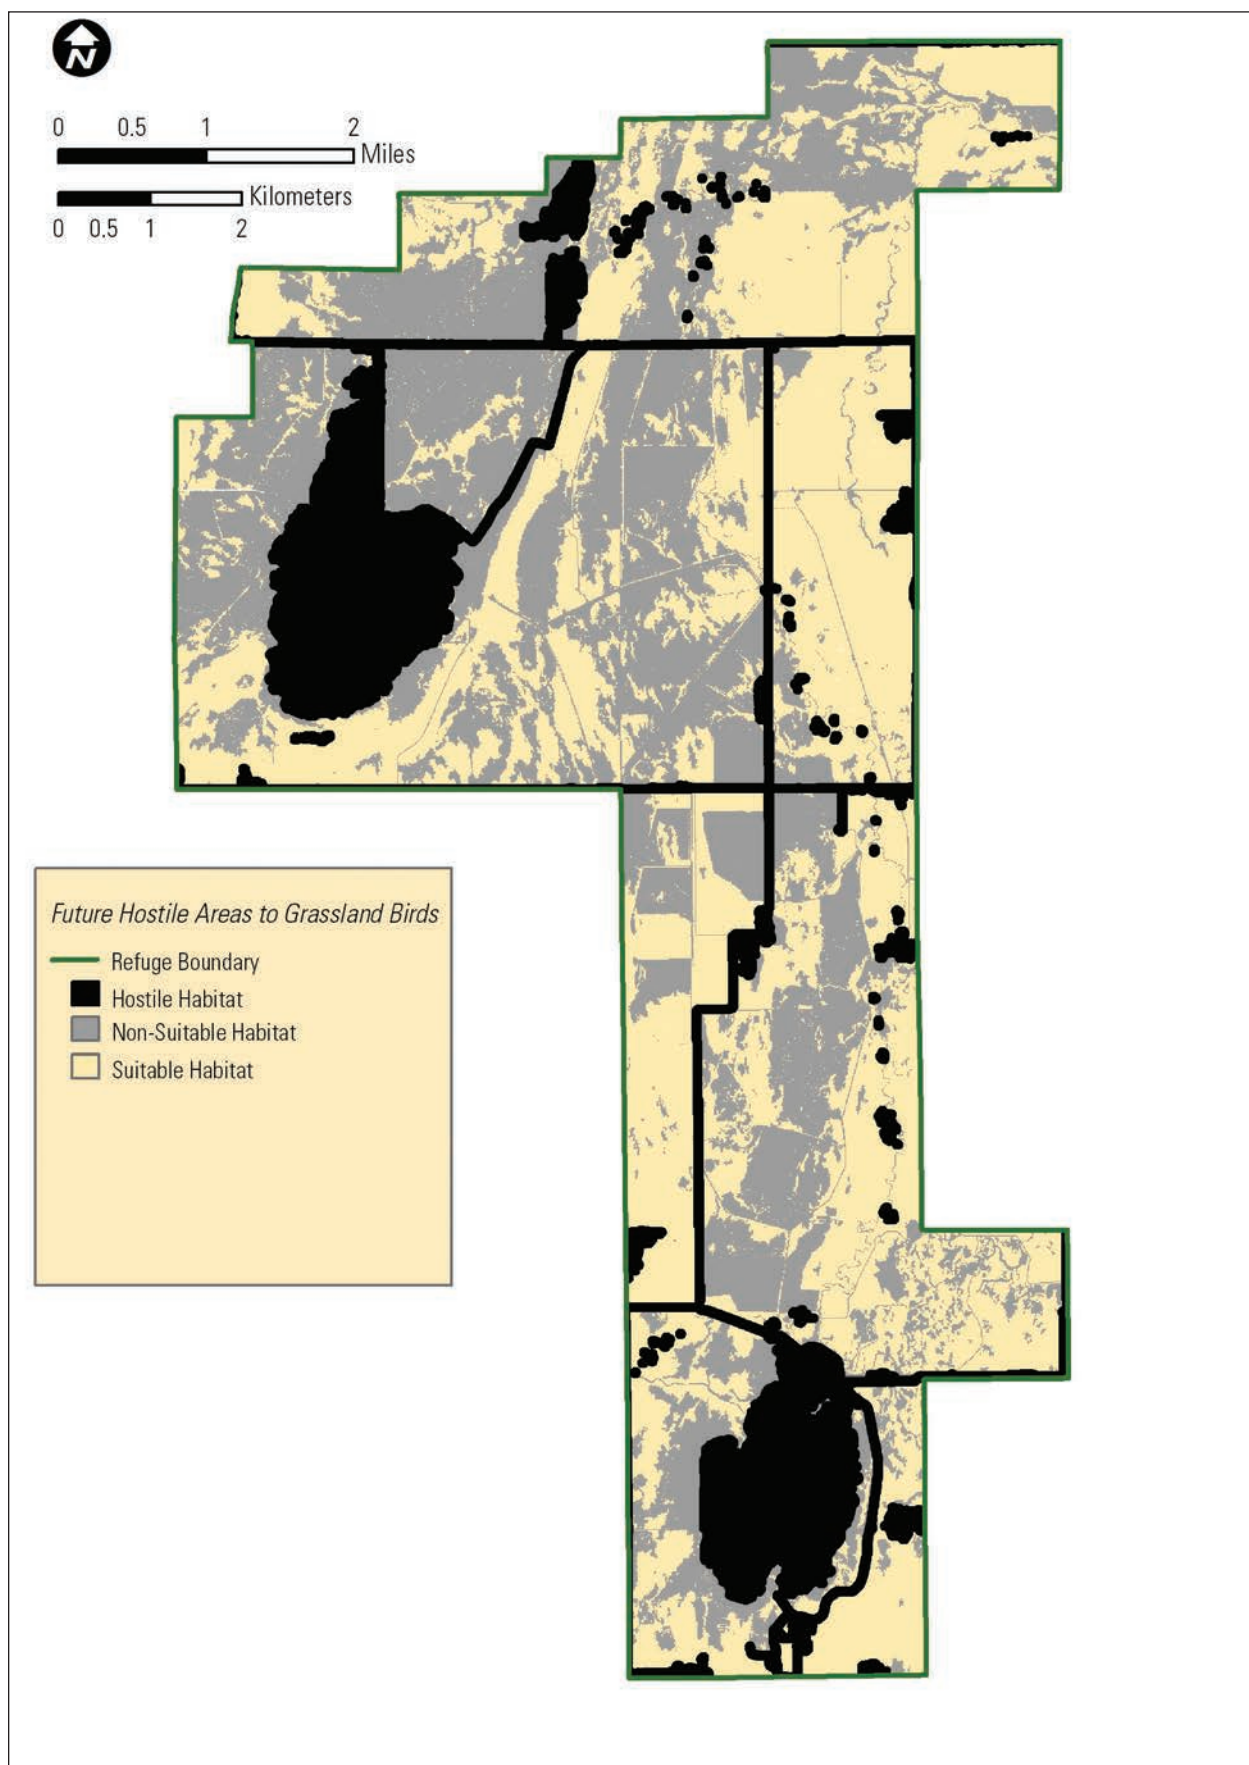 N
0 0.5 1 2
Miles
Kilometers
0 0.5 1 2
Future Hostile Areas to Grassland Birds
Refuge Boundary
Hostile Habitat
Non-Suitable Habitat
Suitable Habitat